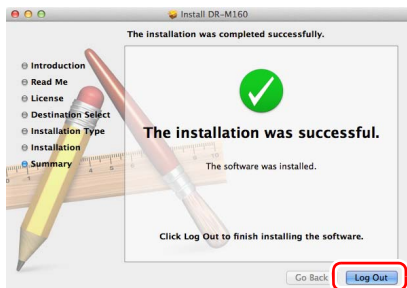 Install DR-M160
The installation was completed successfully.
Introduction
Read Me
License
Destination Select
Installation Type
Installation
Summary
The installation was successful.
The software was installed.
Click Log Out to finish installing the software.
Go Back
Log Out